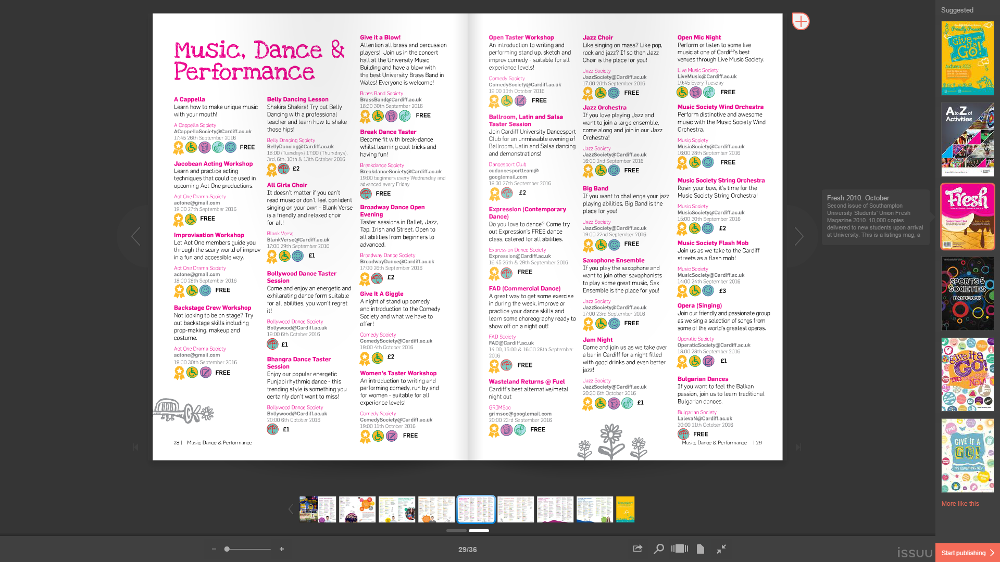 Music, Dance &
Performance
A Cappella
Learn how to make unique music
with your mouth!
A Cappella Society
ACappellaSociety@Cardiff.ac.uk
17:45 26th September 2016
FREE
Jacobean Acting Workshop
Learn and practice acting
techniques that could be used in
upcoming Act One productions.
Act One Drama Society
actone@gmail.com
19:00 27th September 2016
FREE
Improvisation Workshop
Let Act One members guide you
through the scary world of improv
in a fun and accessible way.
Act One Drama Society
actone@gmail.com
18:00 28th September 2016
FREE
Backstage Crew Workshop
Not looking to be on stage? Try
out backstage skills including
prop-making, makeup and
costume.
Act One Drama Society
actone@gmail.com
19:00 30th September 2016
FREE
28 | Music, Dance & Performance
Belly Dancing Lesson
Shakira Shakira! Try out Belly
Dancing with a professional
teacher and learn how to shake
those hips!
Belly Dancing Society
BellyDancing@Cardiff.ac.uk
18:00 (Tuesdays) 17:00 (Thursdays),
3rd, 6th, 10th & 13th October 2016
£2
All Girls Choir
It doesn't matter if you can't
read music or don't feel confident
singing on your own - Blank Verse
is a friendly and relaxed choir
for all!
Blank Verse
BlankVerse@Cardiff.ac.uk
17:00 29th September 2016
£1
Bollywood Dance Taster
Session
Come and enjoy an energetic and
exhilarating dance form suitable
for all abilities, you won't regret
it!
Bollywood Dance Society
Bollywood@Cardiff.ac.uk
19:00 6th October 2016
£1
Bhangra Dance Taster
Session
Enjoy our popular energetic
Punjabi rhythmic dance - this
trending style is something you
certainly don't want to miss!
Bollywood Dance Society
Bollywood@Cardiff.ac.uk
20:00 6th October 2016
£1
Give it a Blow!
Attention all brass and percussion
players! Join us in the concert
hall at the University Music
Building and have a blow with
the best University Brass Band in
Wales! Everyone is welcome!
Brass Band Society
BrassBand@Cardiff.ac.uk
18:30 30th September 2016
FREE
Break Dance Taster
Become fit with break-dance
whilst learning cool tricks and
having fun!
Breakdance Society
BreakdanceSociety@Cardiff.ac.uk
19:00 beginners every Wednesday and
advanced every Friday
FREE
Broadway Dance Open
Evening
Taster sessions in Ballet, Jazz,
Tap, Irish and Street. Open to
all abilities from beginners to
advanced.
Broadway Dance Society
BroadwayDance@Cardiff.ac.uk
17:00 26th September 2016
£2
Give It A Giggle
A night of stand up comedy
and introduction to the Comedy
Society and what we have to
offer!
Comedy Society
ComedySociety@Cardiff.ac.uk
19:00 4th October 2016
£2
Women's Taster Workshop
An introduction to writing and
performing comedy, run by and
for women - suitable for all
experience levels!
Comedy Society
ComedySociety@Cardiff.ac.uk
19:00 11th October 2016
FREE
Open Taster Workshop
An introduction to writing and
performing stand up, sketch and
improv comedy - suitable for all
experience levels!
Comedy Society
ComedySociety@Cardiff.ac.uk
19:00 13th October 2016
FREE
Ballroom, Latin and Salsa
Taster Session
Join Cardiff University Dancesport
Club for an unmissable evening of
Ballroom, Latin and Salsa dancing
and demonstrations!
Dancesport Club
cudancesportteam@
googlemail.com
18:30 27th September 2016
£2
Expression (Contemporary
Dance)
Do you love to dance? Come try
out Expression's FREE dance
class, catered for all abilities.
Expression Dance Society
Expression@Cardiff.ac.uk
16:45 26th & 29th September 2016
FREE
FAD (Commercial Dance)
A great way to get some exercise
in during the week, improve or
practice your dance skills and
learn some choreography ready to
show off on a night out!
FAD Society
FAD@Cardiff.ac.uk
14:00, 15:00 & 16:00 28th September
2016
FREE
Wasteland Returns @ Fuel
Cardiff's best alternative/metal
night out
GRIMSoc
grimsoc@googlemail.com
20:00 23rd September 2016
FREE
Jazz Choir
Like singing on mass? Like pop,
rock and jazz? If so then Jazz
Choir is the place for you!
Jazz Society
JazzSociety@Cardiff.ac.uk
17:00 20th September 2016
FREE
Jazz Orchestra
If you love playing Jazz and
want to join a large ensemble,
come along and join in our Jazz
Orchestra!
Jazz Society
JazzSociety@Cardiff.ac.uk
16:00 2nd September 2016
FREE
Big Band
If you want to challenge your jazz
playing abilities, Big Band is the
place for you!
Jazz Society
JazzSociety@Cardiff.ac.uk
19:00 22nd September 2016
FREE
Saxophone Ensemble
If you play the saxophone and
want to join other saxophonists
to play some great music, Sax
Ensemble is the place for you!
Jazz Society
JazzSociety@Cardiff.ac.uk
17:00 23rd September 2016
FREE
Jam Night
Come and join us as we take over
a bar in Cardiff for a night filled
with good drinks and even better
jazz!
Jazz Society
JazzSociety@Cardiff.ac.uk
20:30 6th October 2016
£1
Open Mic Night
Perform or listen to some live
music at one of Cardiff's best
venues through Live Music Society.
Live Music Society
LiveMusic@Cardiff.ac.uk
19:45 Every Tuesday
FREE
Music Society Wind Orchestra
Perform distinctive and awesome
music with the Music Society Wind
Orchestra.
Music Society
MusicSociety@Cardiff.ac.uk
16:00 28th September 2016
FREE
Music Society String Orchestra
Rosin your bow, it's time for the
Music Society String Orchestra!
Music Society
MusicSociety@Cardiff.ac.uk
15:00 30th September 2016
£2
Music Society Flash Mob
Join us as we take to the Cardiff
streets as a flash mob!
Music Society
MusicSociety@Cardiff.ac.uk
14:00 24th September 2016
£3
Opera (Singing)
Join our friendly and passionate group
as we sing a selection of songs from
some of the world's greatest operas.
Operatic Society
OperaticSociety@Cardiff.ac.uk
18:00 28th September 2016
£1
Bulgarian Dances
If you want to feel the Balkan
passion, join us to learn traditional
Bulgarian dances.
Bulgarian Society
LalevaN@Cardiff.ac.uk
20:00 11th October 2016
FREE
Music, Dance & Performance | 29
Fresh 2010: October
Second issue of Southampton
University Students' Union Fresh
Magazine 2010. 10,000 copies
delivered to new students upon arrival
at University. This is a listings mag, a
Suggested
Proudly Presents
GIVE
it a
GO!
Autumn 2015
A to Z of
Activities
Fresh
SPORTS &
SOCIETIES
HANDBOOK
give it a
GO!
TRY SOMETHING
NEW!
GIVE IT A
GO!
TRY SOMETHING NEW
More like this
29/36
issuu
Start publishing